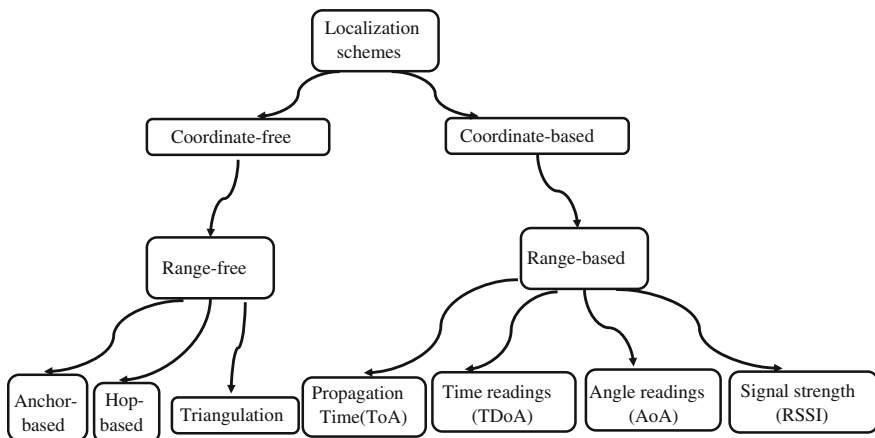 Localization
schemes
Coordinate-free
Coordinate-based
Range-free
Range-based
Anchor-
based
Hop-
based
Triangulation
Propagation
Time(ToA)
Time readings
(TDoA)
Angle readings
(AoA)
Signal strength
(RSSI)